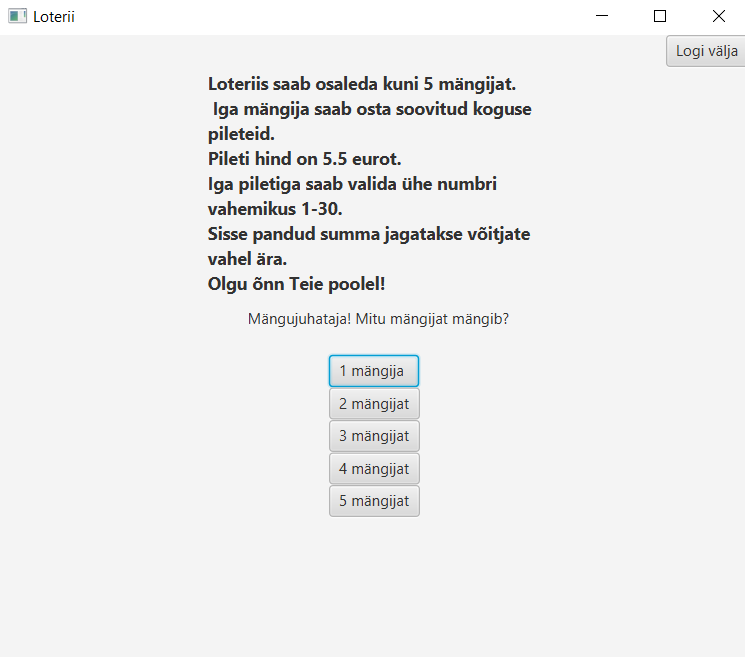 Loterii
Logi välja
Loteriis saab osaleda kuni 5 mängijat.
Iga mängija saab osta soovitud koguse
pileteid.
Pileti hind on 5.5 eurot.
Iga piletiga saab valida ühe numbri
vahemikus 1-30.
Sisse pandud summa jagatakse võitjate
vahel ära.
Olgu õnn Teie poolel!
Mängujuhataja! Mitu mängijat mängib?
1 mängija
2 mängijat
3 mängijat
4 mängijat
5 mängijat